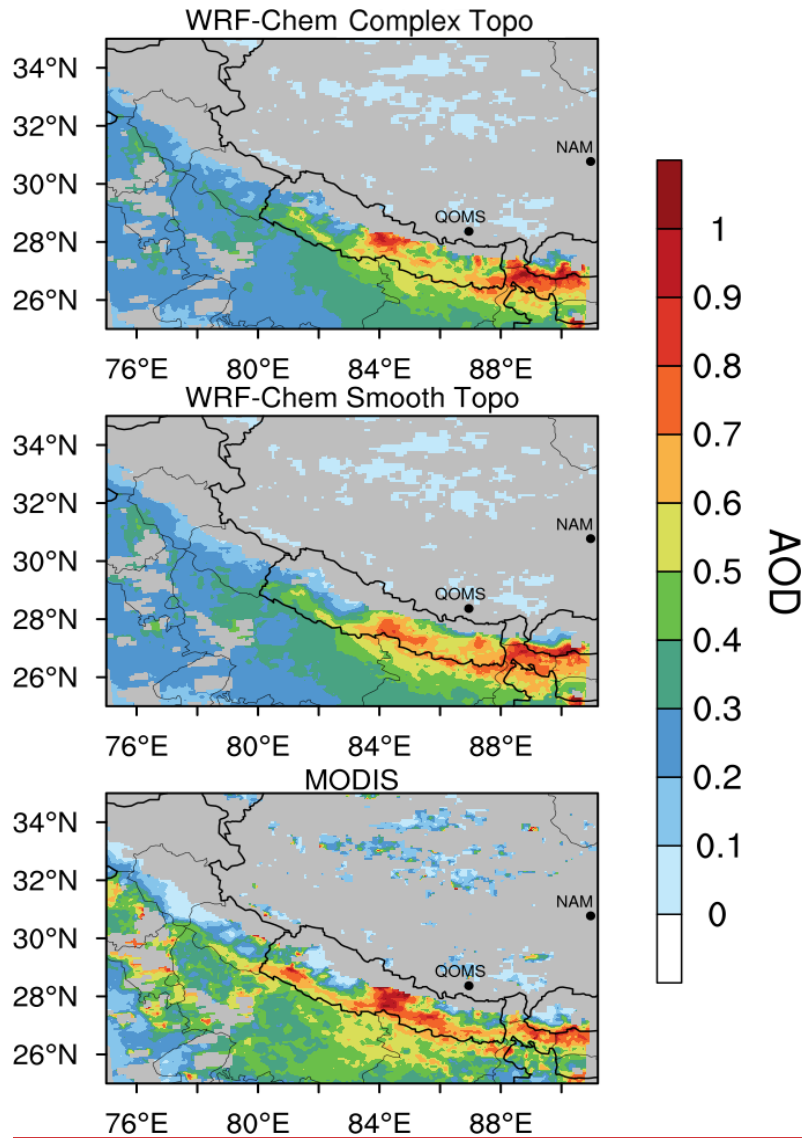 WRF-Chem Complex Topo
34°N
32°N
30°N
28°N
26°N
NAM
QOMS
76°E 80°E 84°E 88°E
WRF-Chem Smooth Topo
34°N
32°N
30°N
28°N
26°N
NAM
QOMS
76°E 80°E 84°E 88°E
MODIS
34°N
32°N
30°N
28°N
26°N
NAM
QOMS
76°E 80°E 84°E 88°E
1
0.9
0.8
0.7
0.6
0.5
0.4
0.3
0.2
0.1
0
AOD